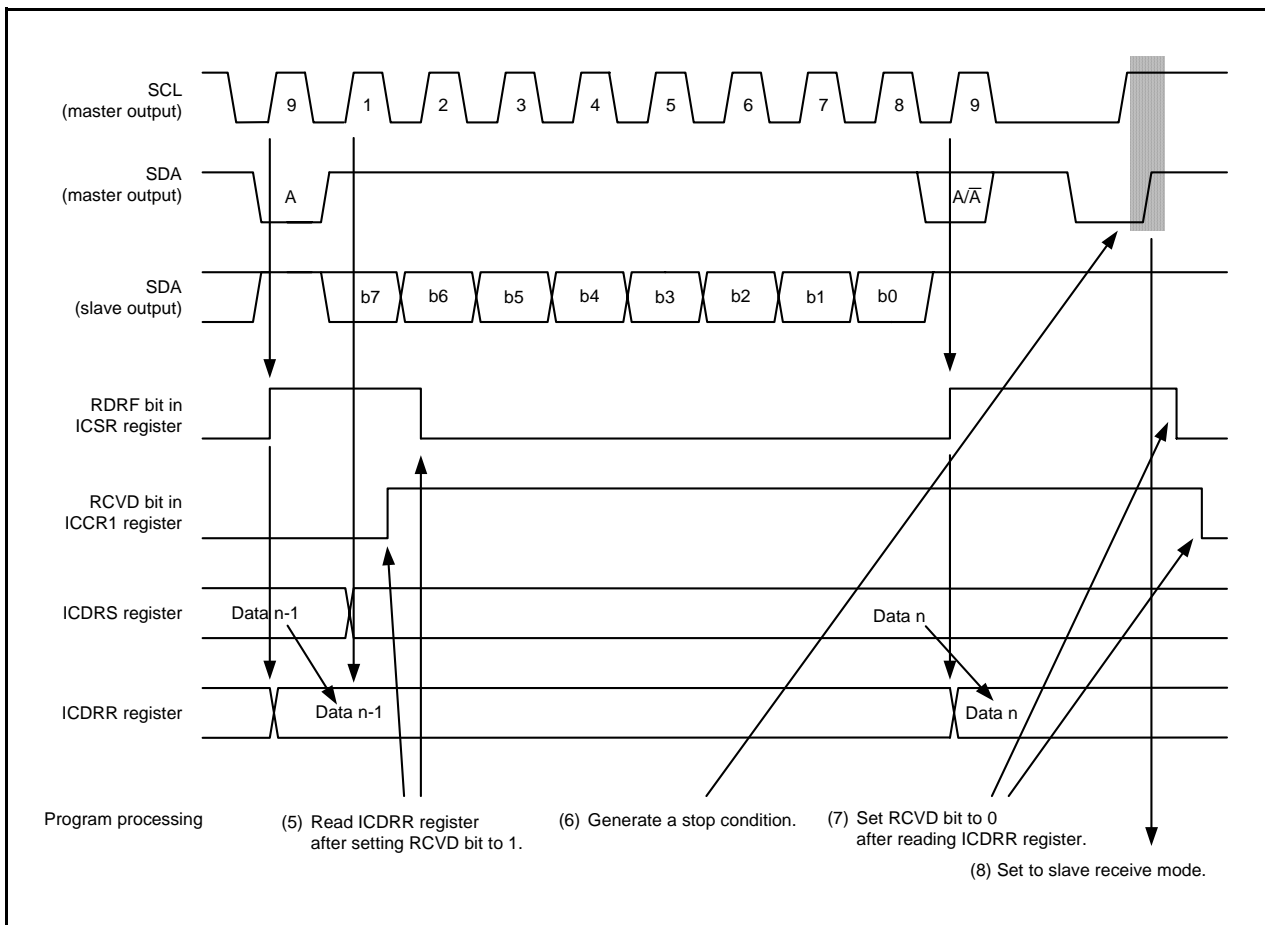 SCL
(master output)
9 1 2 3 4 5 6 7 8 9
SDA
(master output)
A A/A̅
SDA
(slave output)
b7 b6 b5 b4 b3 b2 b1 b0
RDRF bit in
ICSR register
RCVD bit in
ICCR1 register
ICDRS register
Data n-1 Data n
ICDRR register
Data n-1 Data n
Program processing
(5) Read ICDRR register
after setting RCVD bit to 1.
(6) Generate a stop condition.
(7) Set RCVD bit to 0
after reading ICDRR register.
(8) Set to slave receive mode.